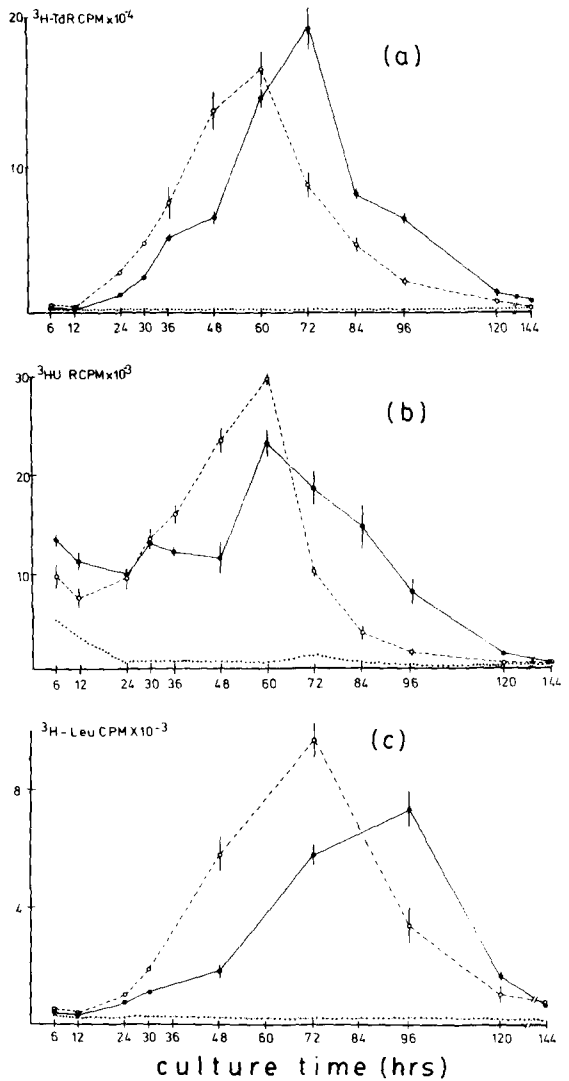 ³H-TdR CPM x10⁻⁴
(a)
20
10
6 12 24 30 36 48 60 72 84 96 120 144
³HU RCPM x10⁻³
(b)
30
20
10
6 12 24 30 36 48 60 72 84 96 120 144
³H-Leu CPM X10⁻³
(c)
8
4
6 12 24 30 36 48 60 72 84 96 120 144
culture time (hrs)